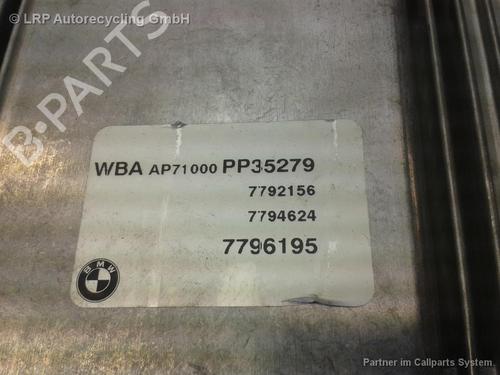 © LRP Autorecycling GmbH
B-PARTS
WBA AP71000 PP35279
7792156
7794624
7796195
BMW
Partner im Callparts System.